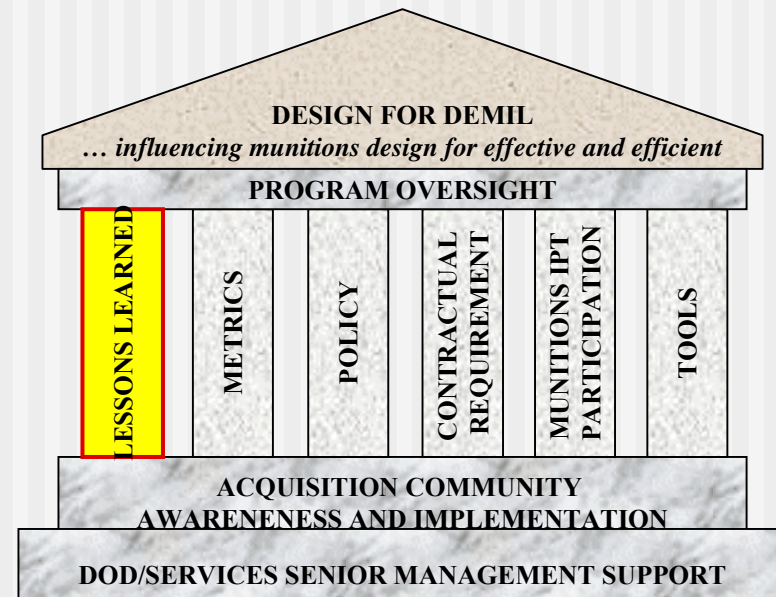 DESIGN FOR DEMIL
... influencing munitions design for effective and efficient
PROGRAM OVERSIGHT
LESSONS LEARNED
METRICS
POLICY
CONTRACTUAL
REQUIREMENT
MUNITIONS IPT
PARTICIPATION
TOOLS
ACQUISITION COMMUNITY
AWARENENESS AND IMPLEMENTATION
DOD/SERVICES SENIOR MANAGEMENT SUPPORT